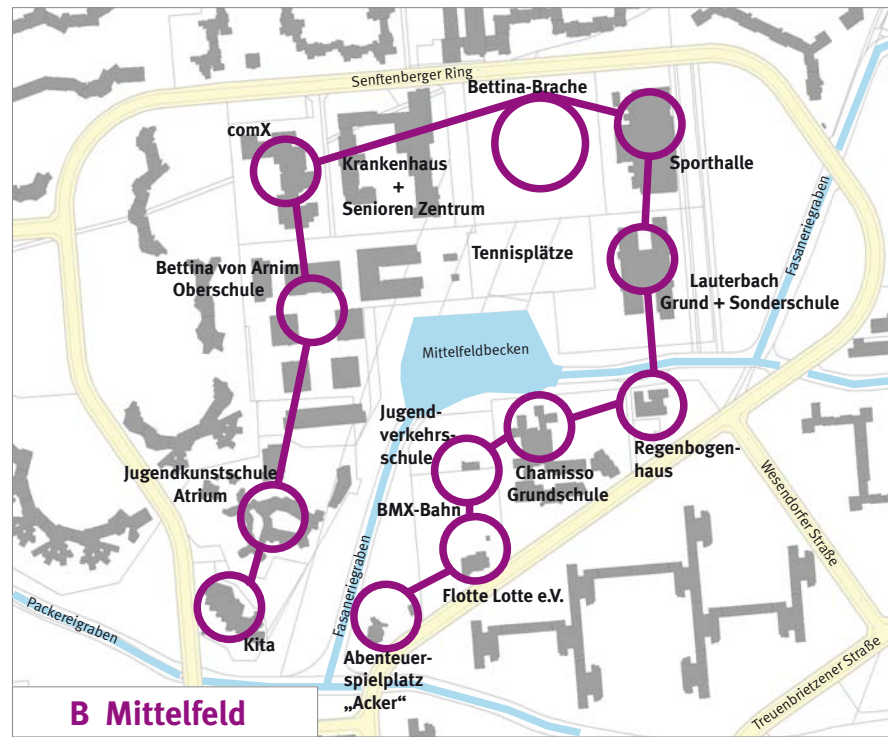 Senftenberger Ring
Bettina-Brache
comX
Krankenhaus
+
Senioren Zentrum
Sporthalle
Fasaneriegraben
Tennisplätze
Bettina von Arnim
Oberschule
Lauterbach
Grund + Sonderschule
Mittelfeldbecken
Jugend-
verkehrs-
schule
Regenbogen-
haus
Jugendkunstschule
Atrium
Chamisso
Grundschule
Wesendorfer Straße
BMX-Bahn
Fasaneriegraben
Flotte Lotte e.V.
Packereigraben
Kita
Abenteuer-
spielplatz
„Acker“
Treuenbrietzener Straße
B Mittelfeld